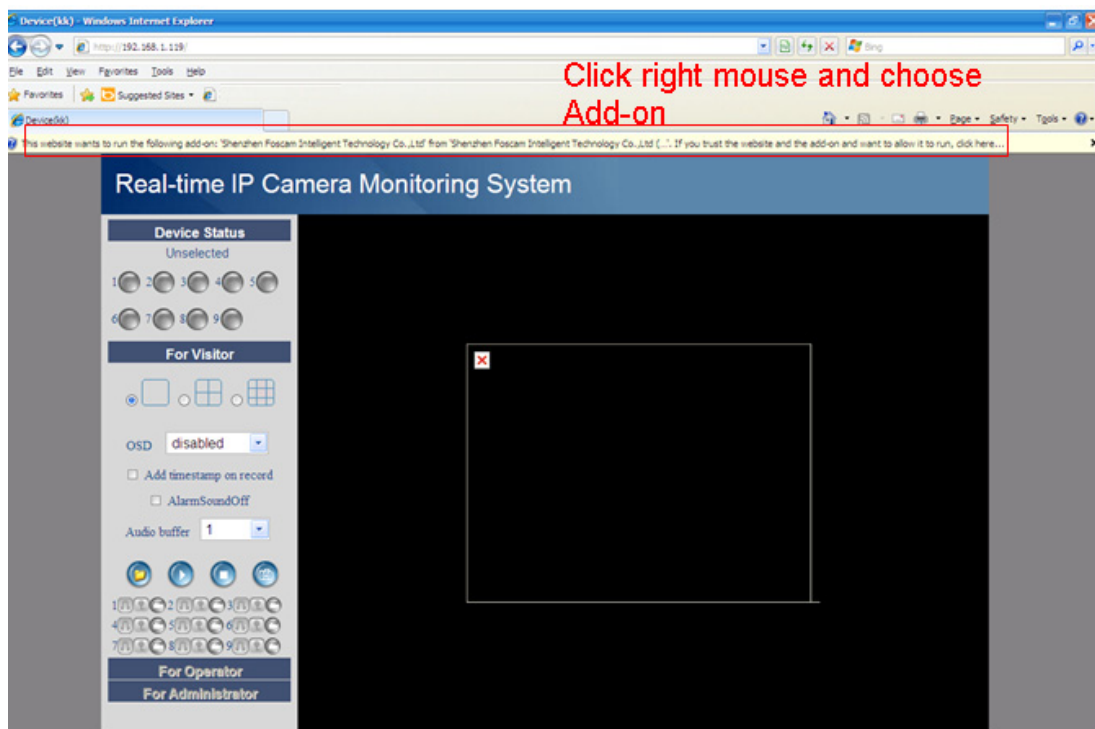 Device(kk) - Windows Internet Explorer
http://192.168.1.119/
Bing
File Edit View Favorites Tools Help
Favorites Suggested Sites
Click right mouse and choose
Add-on
Device(kk)
Page Safety Tools
This website wants to run the following add-on: 'Shenzhen Foscam Inteligent Technology Co.,Ltd' from 'Shenzhen Foscam Inteligent Technology Co.,Ltd (...'. If you trust the website and the add-on and want to allow it to run, click here...
Real-time IP Camera Monitoring System
Device Status
Unselected
1 2 3 4 5
6 7 8 9
For Visitor
OSD disabled
Add timestamp on record
AlarmSoundOff
Audio buffer 1
1 2 3
4 5 6
7 8 9
For Operator
For Administrator